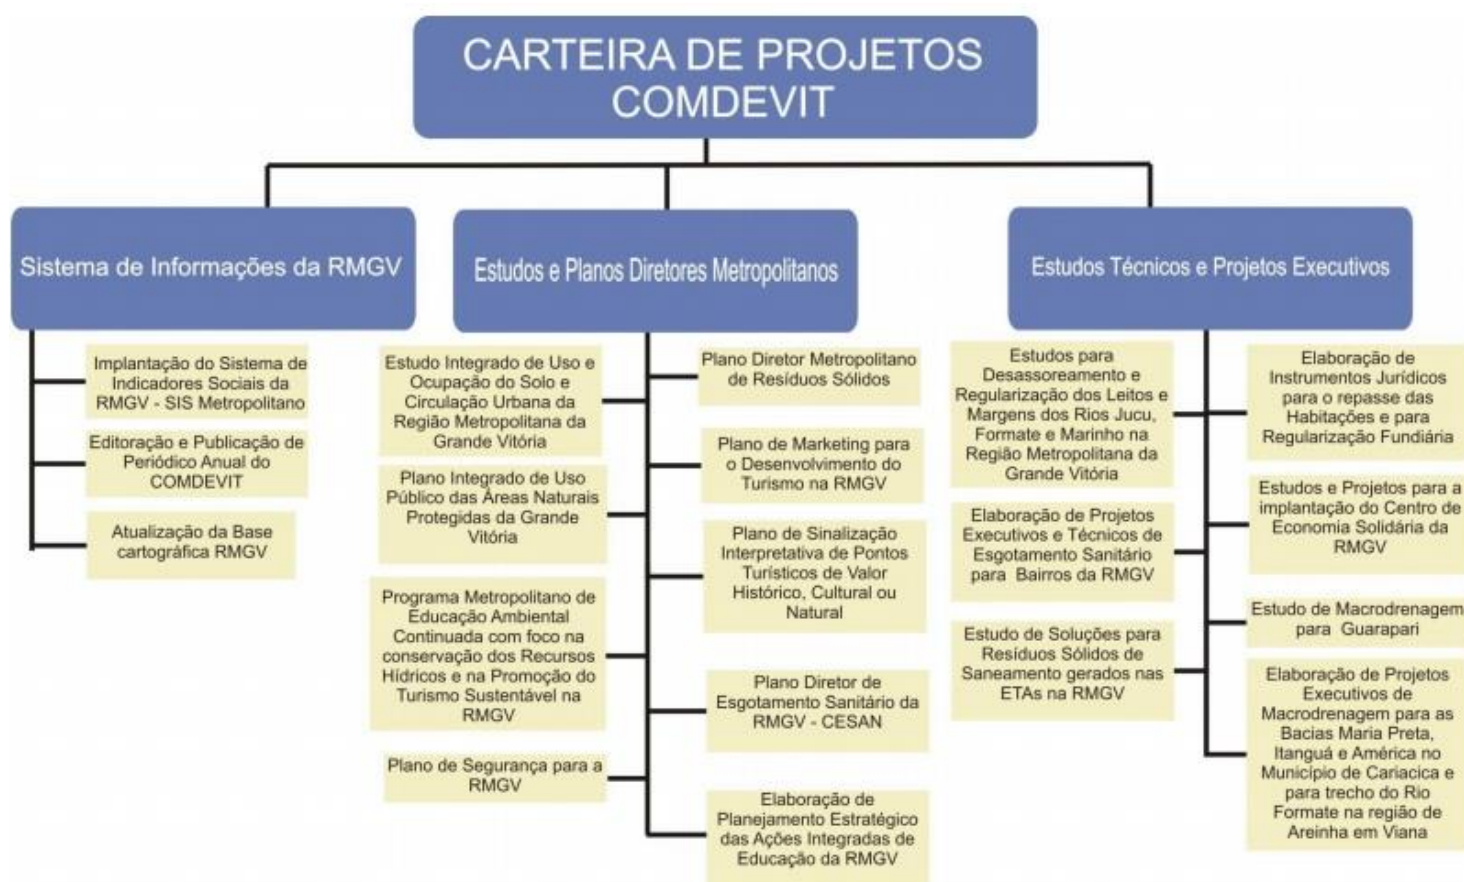 CARTEIRA DE PROJETOS
COMDEVIT
Sistema de Informações da RMGV
Implantação do Sistema de
Indicadores Sociais da
RMGV - SIS Metropolitano
Editoração e Publicação de
Periódico Anual do
COMDEVIT
Atualização da Base
cartográfica RMGV
Estudos e Planos Diretores Metropolitanos
Estudo Integrado de Uso e
Ocupação do Solo e
Circulação Urbana da
Região Metropolitana da
Grande Vitória
Plano Integrado de Uso
Público das Áreas Naturais
Protegidas da Grande
Vitória
Programa Metropolitano de
Educação Ambiental
Continuada com foco na
conservação dos Recursos
Hídricos e na Promoção do
Turismo Sustentável na
RMGV
Plano de Segurança para a
RMGV
Plano Diretor Metropolitano
de Resíduos Sólidos
Plano de Marketing para
o Desenvolvimento do
Turismo na RMGV
Plano de Sinalização
Interpretativa de Pontos
Turísticos de Valor
Histórico, Cultural ou
Natural
Plano Diretor de
Esgotamento Sanitário da
RMGV - CESAN
Elaboração de
Planejamento Estratégico
das Ações Integradas de
Educação da RMGV
Estudos Técnicos e Projetos Executivos
Estudos para
Desassoreamento e
Regularização dos Leitos e
Margens dos Rios Jucu,
Formate e Marinho na
Região Metropolitana da
Grande Vitória
Elaboração de Projetos
Executivos e Técnicos de
Esgotamento Sanitário
para Bairros da RMGV
Estudo de Soluções para
Resíduos Sólidos de
Saneamento gerados nas
ETAs na RMGV
Elaboração de
Instrumentos Jurídicos
para o repasse das
Habitações e para
Regularização Fundiária
Estudos e Projetos para a
implantação do Centro de
Economia Solidária da
RMGV
Estudo de Macrodrenagem
para Guarapari
Elaboração de Projetos
Executivos de
Macrodrenagem para as
Bacias Maria Preta,
Itanguá e América no
Município de Cariacica e
para trecho do Rio
Formate na região de
Areinha em Viana